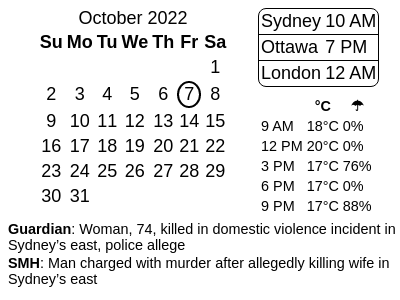 October 2022
Su Mo Tu We Th Fr Sa
1
2 3 4 5 6 7 8
9 10 11 12 13 14 15
16 17 18 19 20 21 22
23 24 25 26 27 28 29
30 31
Sydney 10 AM
Ottawa 7 PM
London 12 AM
°C ☂
9 AM 18°C 0%
12 PM 20°C 0%
3 PM 17°C 76%
6 PM 17°C 0%
9 PM 17°C 88%
Guardian: Woman, 74, killed in domestic violence incident in
Sydney’s east, police allege
SMH: Man charged with murder after allegedly killing wife in
Sydney’s east